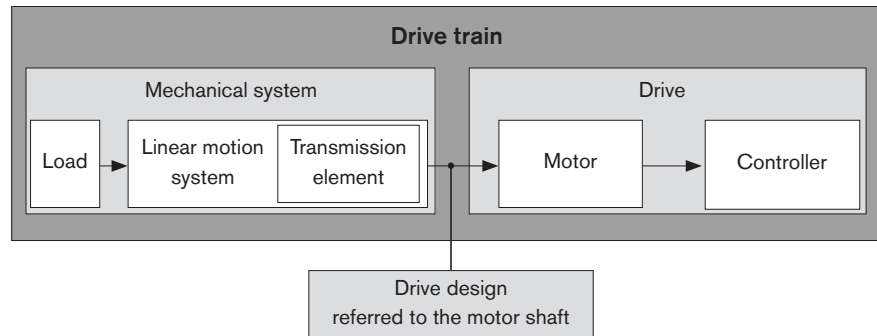 Drive train
Mechanical system
Load
Linear motion
system
Transmission
element
Drive
Motor
Controller
Drive design
referred to the motor shaft